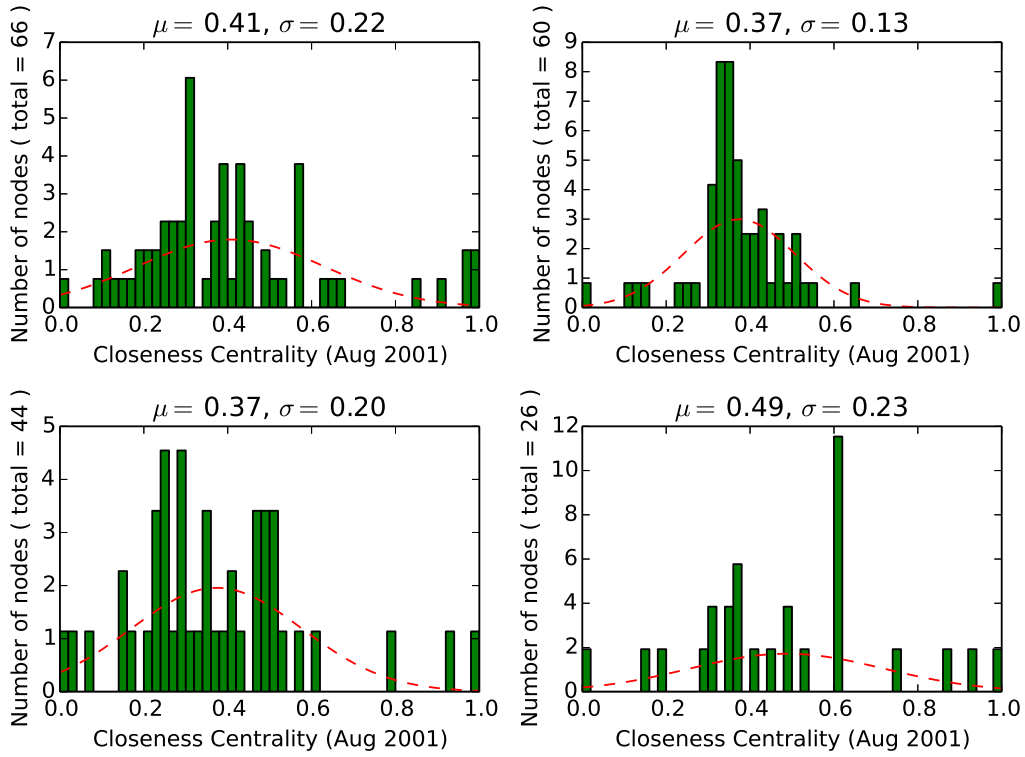 μ = 0.41, σ = 0.22
Number of nodes ( total = 66 )
7
6
5
4
3
2
1
0
0.0 0.2 0.4 0.6 0.8 1.0
Closeness Centrality (Aug 2001)
μ = 0.37, σ = 0.13
Number of nodes ( total = 60 )
9
8
7
6
5
4
3
2
1
0
0.0 0.2 0.4 0.6 0.8 1.0
Closeness Centrality (Aug 2001)
μ = 0.37, σ = 0.20
Number of nodes ( total = 44 )
5
4
3
2
1
0
0.0 0.2 0.4 0.6 0.8 1.0
Closeness Centrality (Aug 2001)
μ = 0.49, σ = 0.23
Number of nodes ( total = 26 )
12
10
8
6
4
2
0
0.0 0.2 0.4 0.6 0.8 1.0
Closeness Centrality (Aug 2001)